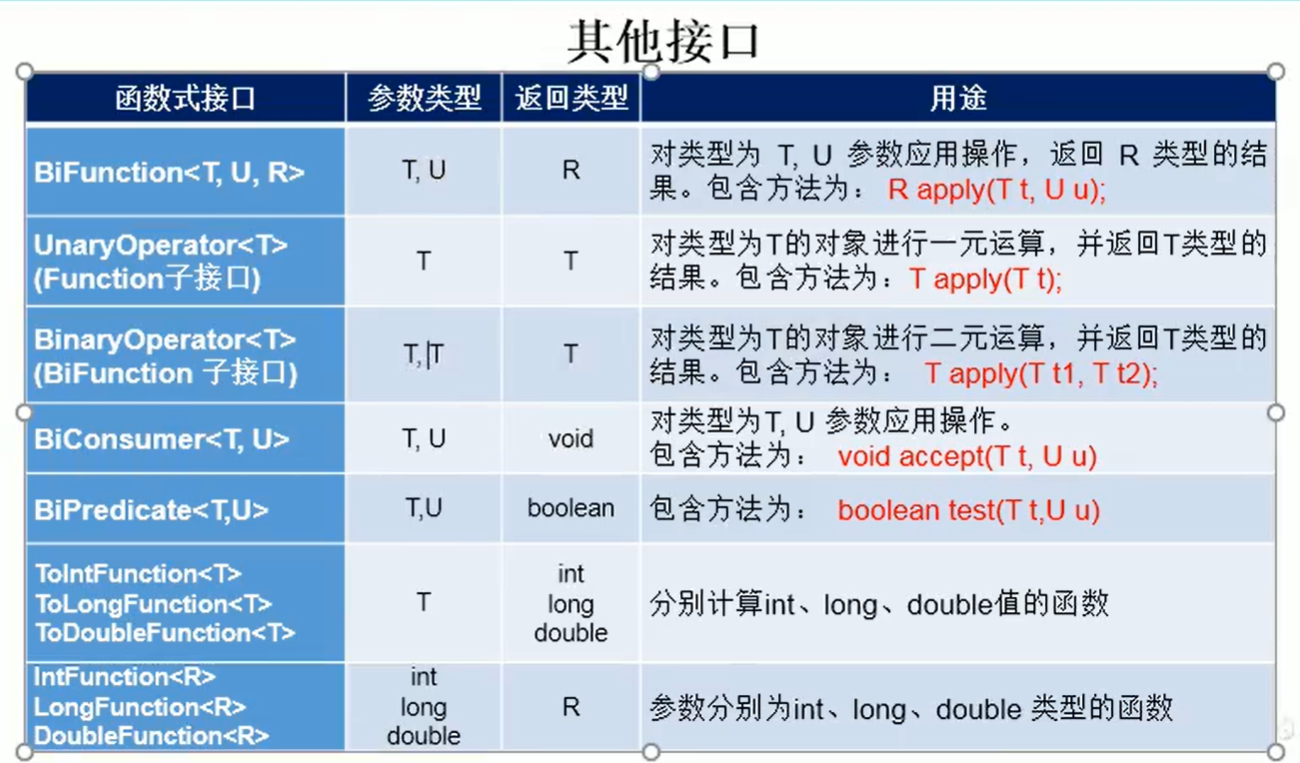 其他接口
函数式接口 参数类型 返回类型 用途
BiFunction<T, U, R> T, U R 对类型为 T, U 参数应用操作，返回 R 类型的结
果。包含方法为： R apply(T t, U u);
UnaryOperator<T>
(Function子接口) T T 对类型为T的对象进行一元运算，并返回T类型的
结果。包含方法为：T apply(T t);
BinaryOperator<T>
(BiFunction 子接口) T, T T 对类型为T的对象进行二元运算，并返回T类型的
结果。包含方法为： T apply(T t1, T t2);
BiConsumer<T, U> T, U void 对类型为T, U 参数应用操作。
包含方法为： void accept(T t, U u)
BiPredicate<T,U> T,U boolean 包含方法为： boolean test(T t,U u)
ToIntFunction<T>
ToLongFunction<T>
ToDoubleFunction<T>
T
int
long
double
分别计算int、long、double值的函数
IntFunction<R>
LongFunction<R>
DoubleFunction<R>
int
long
double
R
参数分别为int、long、double 类型的函数